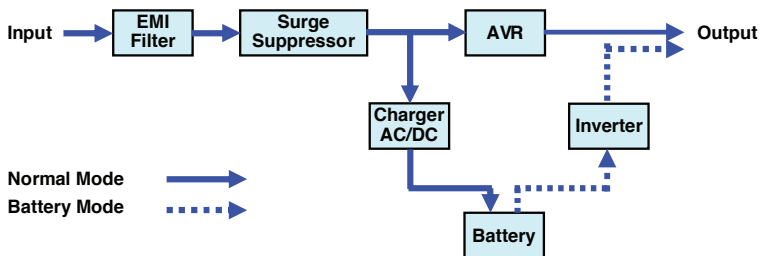 Input
EMI
Filter
Surge
Suppressor
AVR
Output
Charger
AC/DC
Inverter
Normal Mode
Battery Mode
Battery